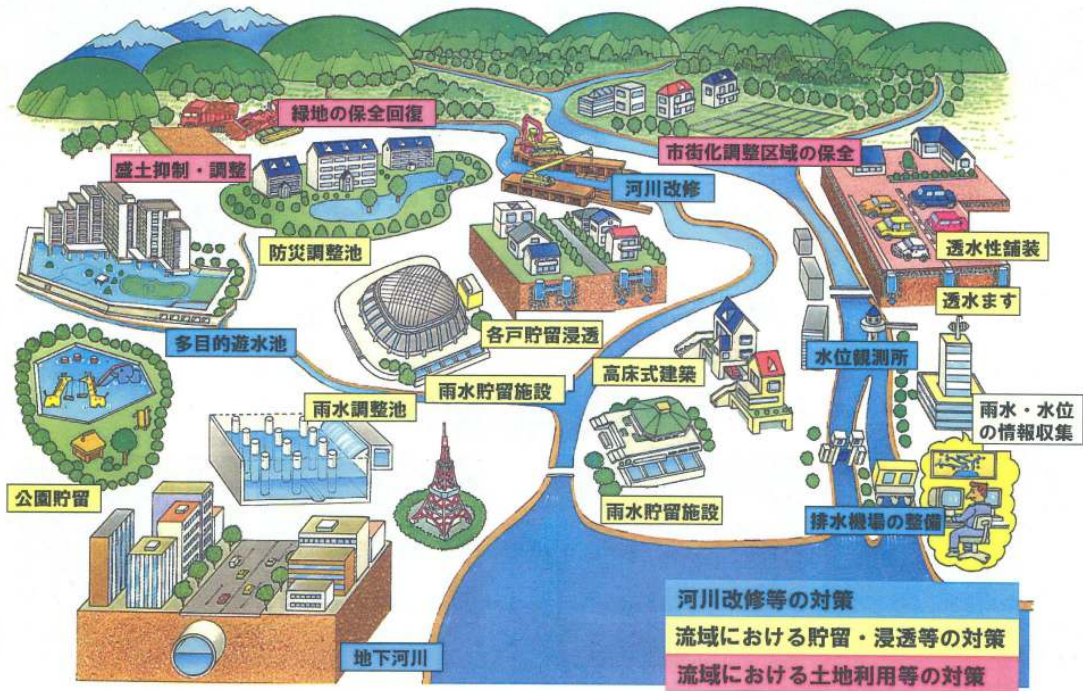 緑地の保全回復
盛土抑制・調整
市街化調整区域の保全
河川改修
防災調整池
透水性舗装
透水ます
多目的遊水池
各戸貯留浸透
水位観測所
高床式建築
雨水貯留施設
雨水調整池
雨水・水位
の情報収集
公園貯留
雨水貯留施設
排水機場の整備
地下河川
河川改修等の対策
流域における貯留・浸透等の対策
流域における土地利用等の対策